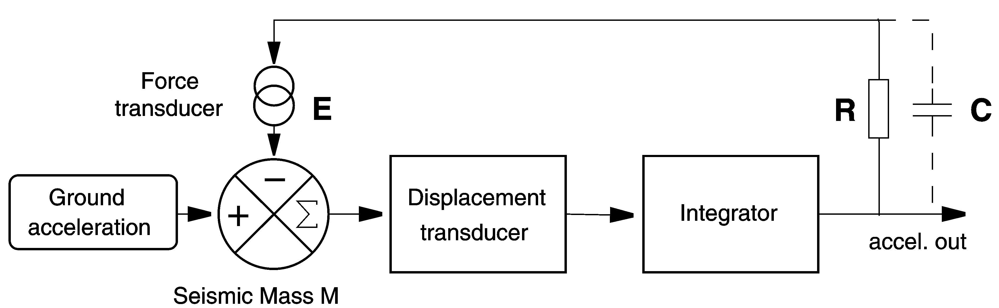 Force
transducer
E
R
C
Ground
acceleration
−
+
Σ
Displacement
transducer
Integrator
accel. out
Seismic Mass M